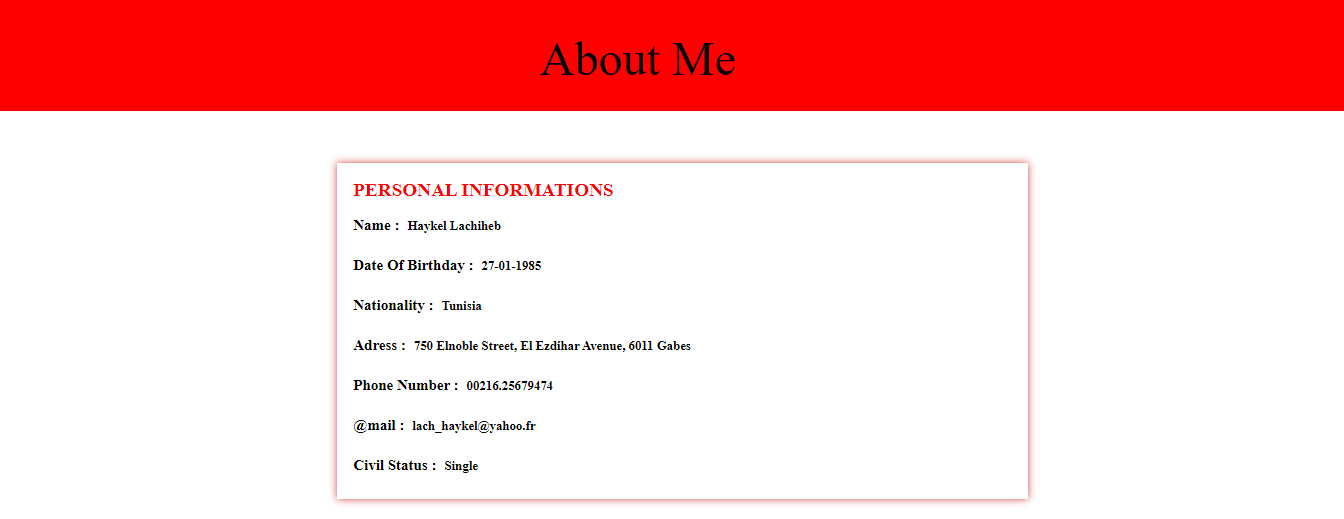 About Me
PERSONAL INFORMATIONS
Name : Haykel Lachiheb
Date Of Birthday : 27-01-1985
Nationality : Tunisia
Adress : 750 Elnoble Street, El Ezdihar Avenue, 6011 Gabes
Phone Number : 00216.25679474
@mail : lach_haykel@yahoo.fr
Civil Status : Single